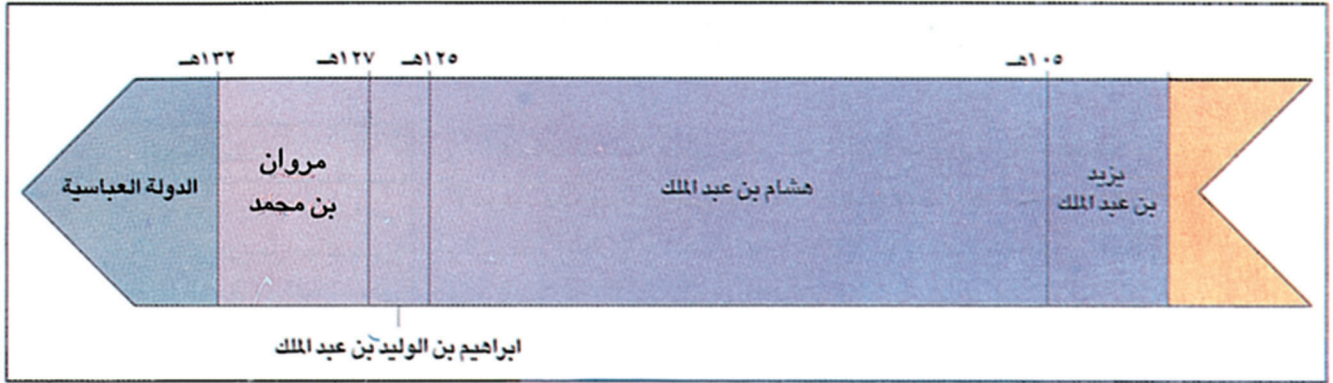 ١٠٥هـ
١٢٥هـ
١٢٧هـ
١٣٢هـ
يزيد
بن عبد الملك
هشام بن عبد الملك
مروان
بن محمد
الدولة العباسية
ابراهيم بن الوليد بن عبد الملك